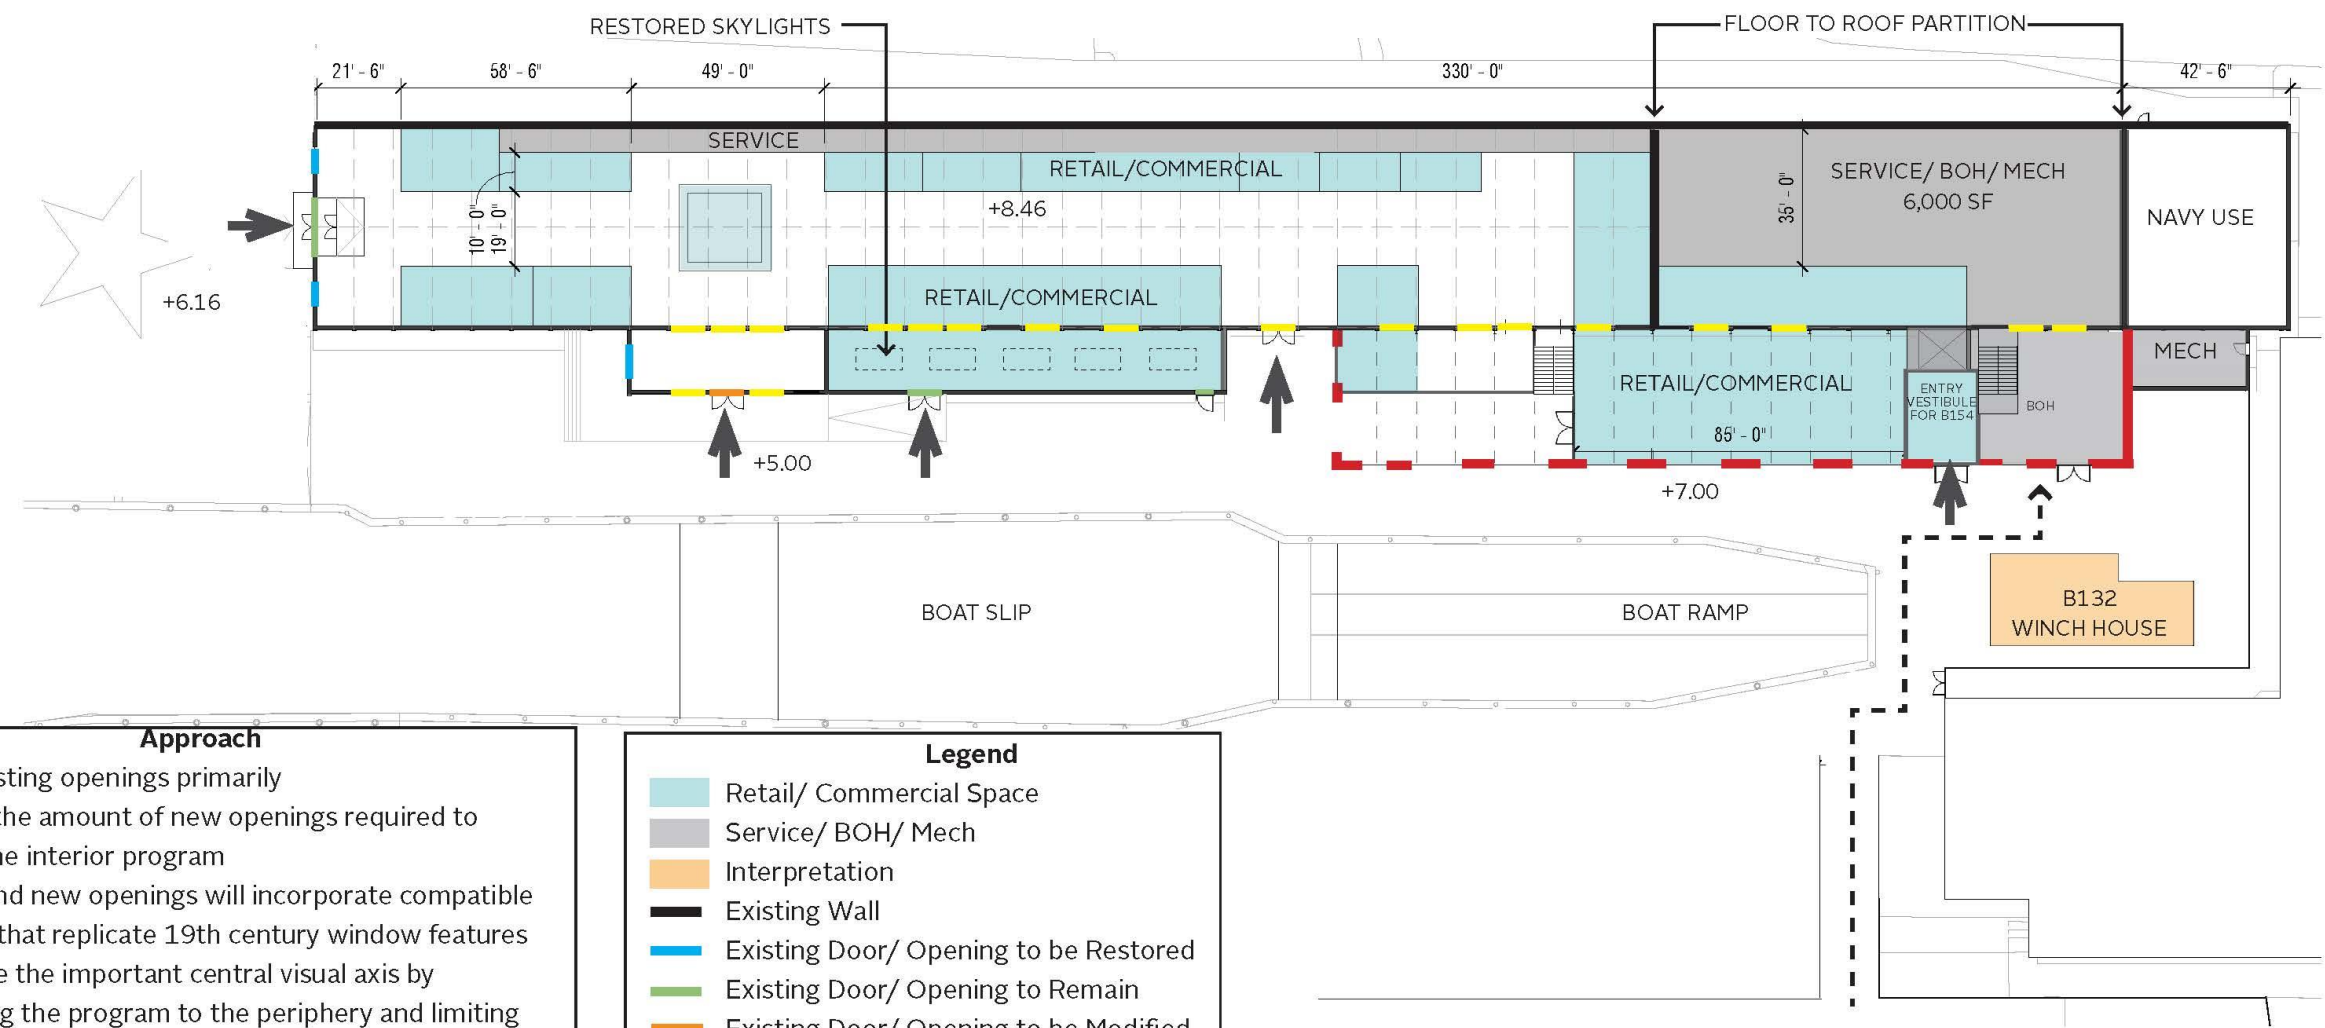 RESTORED SKYLIGHTS
FLOOR TO ROOF PARTITION
21' - 6"
58' - 6"
49' - 0"
330' - 0"
42' - 6"
SERVICE
RETAIL/COMMERCIAL
SERVICE/ BOH/ MECH
6,000 SF
35' - 0"
NAVY USE
+8.46
10' - 0"
19' - 0"
+6.16
RETAIL/COMMERCIAL
MECH
RETAIL/COMMERCIAL
ENTRY
VESTIBULE
FOR B154
BOH
85' - 0"
+5.00
+7.00
BOAT SLIP
BOAT RAMP
B132
WINCH HOUSE
Approach
openings primarily
the amount of new openings required to
interior program
new openings will incorporate compatible
that replicate 19th century window features
the important central visual axis by
the program to the periphery and limiting
Legend
Retail/ Commercial Space
Service/ BOH/ Mech
Interpretation
Existing Wall
Existing Door/ Opening to be Restored
Existing Door/ Opening to Remain
Existing Door/ Opening to be Modified